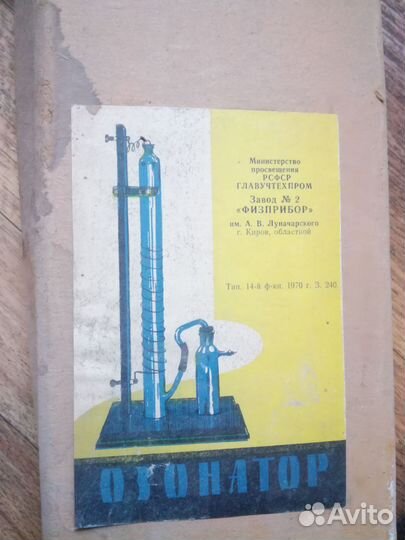 Министерство
просвещения
РСФСР
ГЛАВУЧТЕХПРОМ
Завод № 2
«ФИЗПРИБОР»
им. А. В. Луначарского
г. Киров, областной
Тип. 14-й ф-ки. 1970 г. З. 240
ОЗОНАТОР
Avito